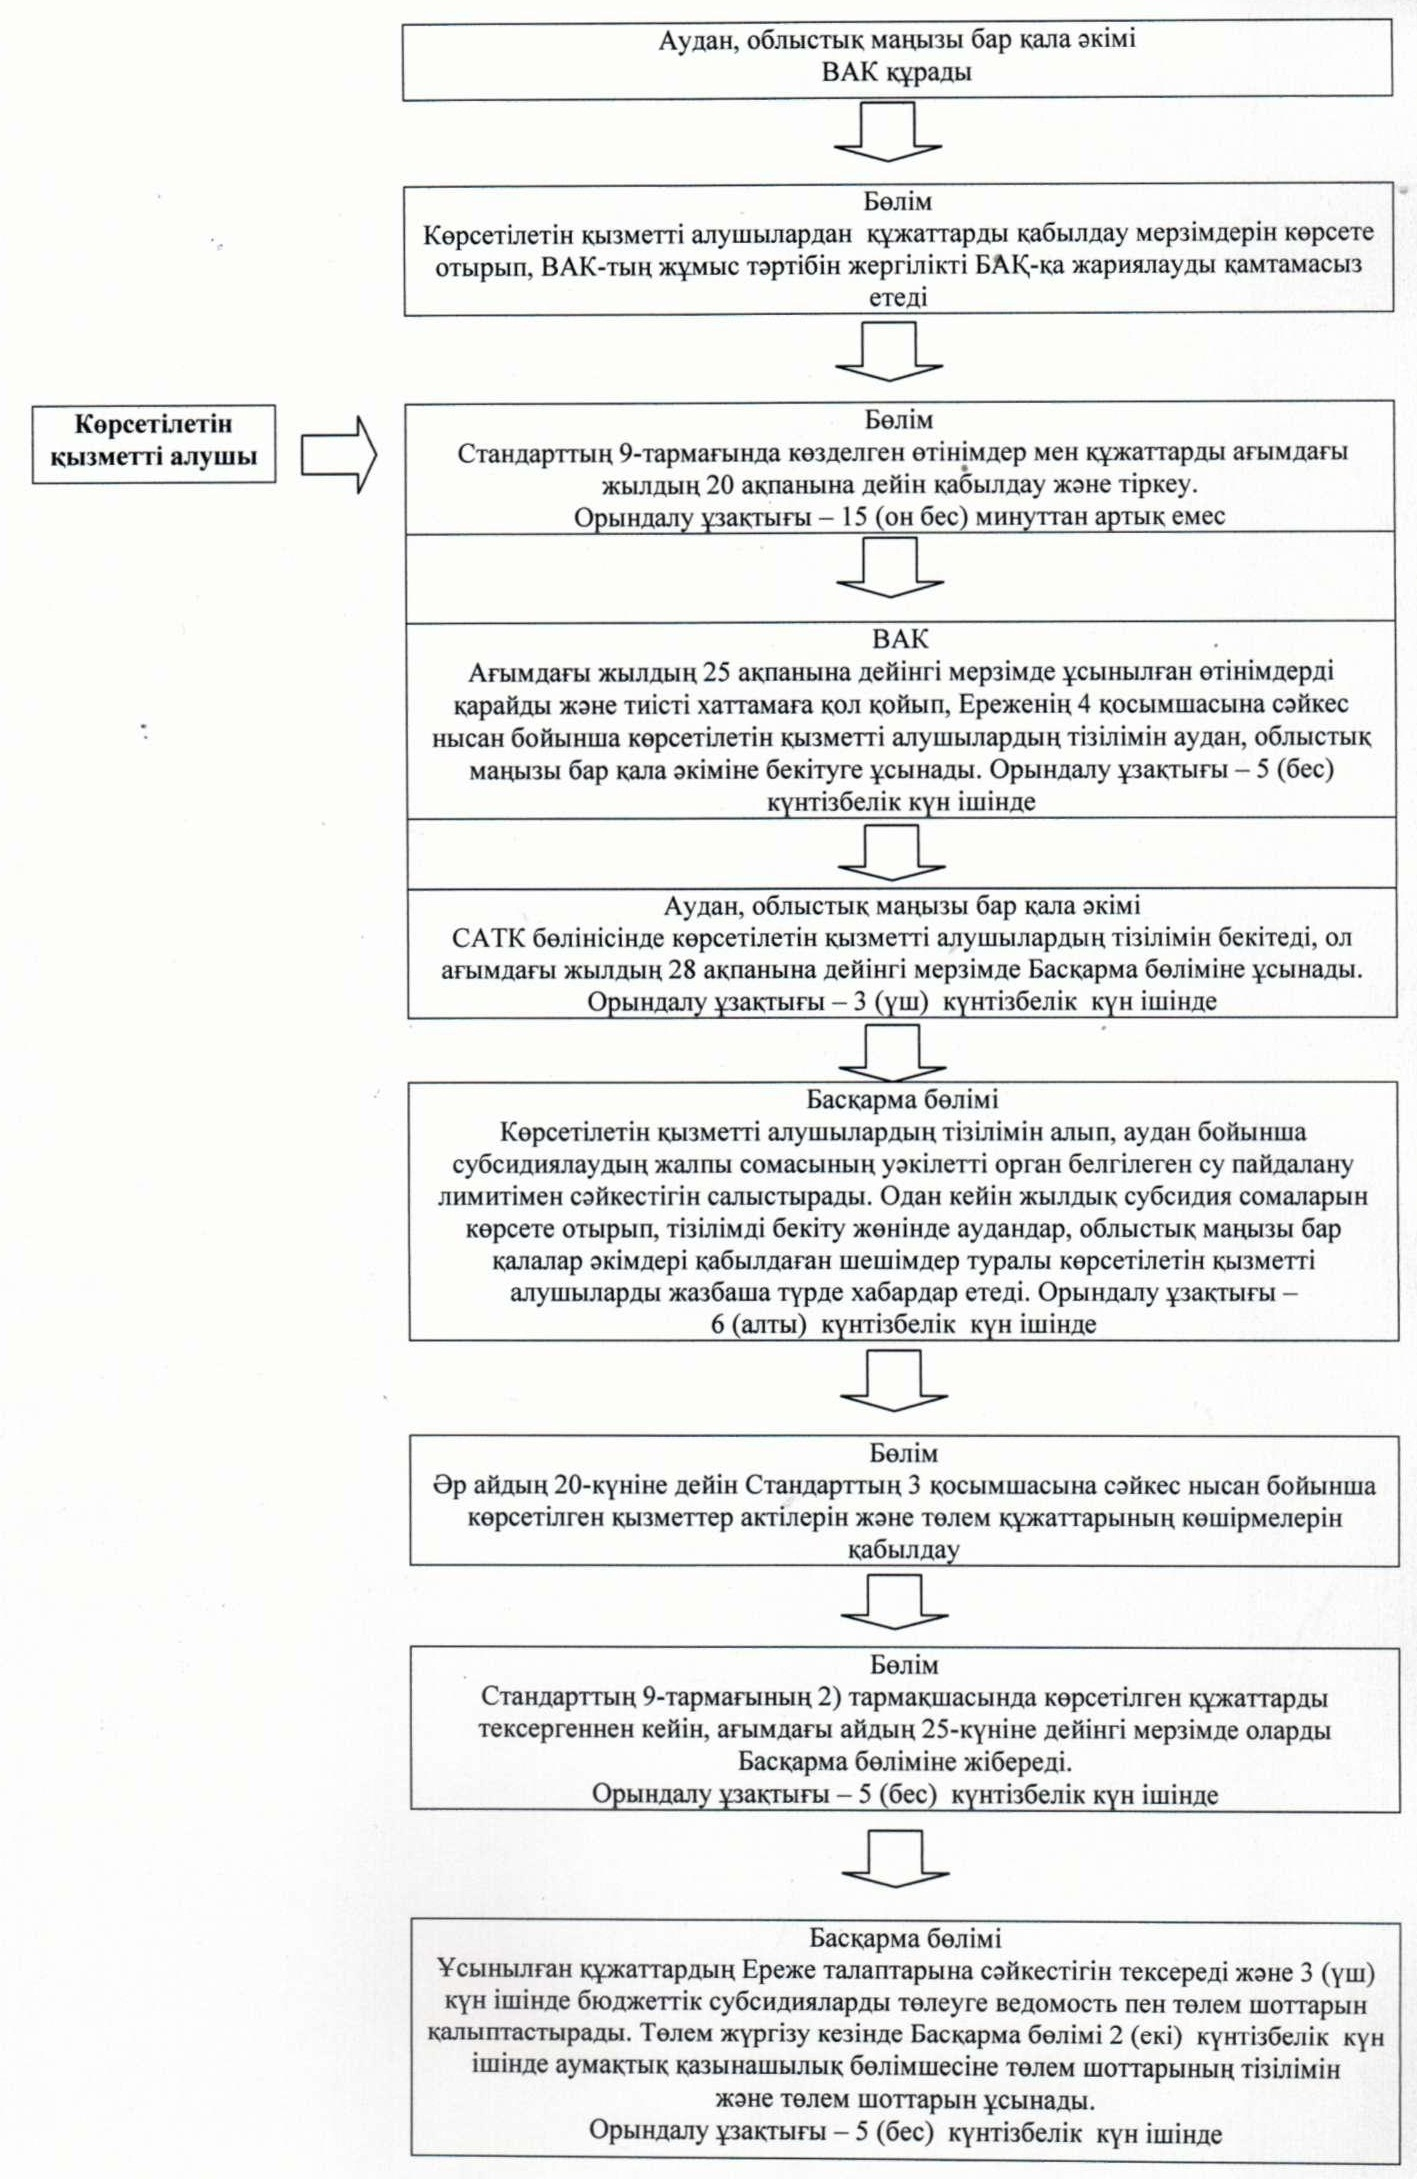 Аудан, облыстық маңызы бар қала әкімі
ВАК құрады
Бөлім
Көрсетілетін қызметті алушылардан құжаттарды қабылдау мерзімдерін көрсете
отырып, ВАК-тың жұмыс тәртібін жергілікті БАҚ-қа жариялауды қамтамасыз
етеді
Көрсетілетін
қызметті алушы
Бөлім
Стандарттың 9-тармағында көзделген өтінімдер мен құжаттарды ағымдағы
жылдың 20 ақпанына дейін қабылдау және тіркеу.
Орындалу ұзақтығы – 15 (он бес) минуттан артық емес
ВАК
Ағымдағы жылдың 25 ақпанына дейінгі мерзімде ұсынылған өтінімдерді
қарайды және тиісті хаттамаға қол қойып, Ереженің 4 қосымшасына сәйкес
нысан бойынша көрсетілетін қызметті алушылардың тізілімін аудан, облыстық
маңызы бар қала әкіміне бекітуге ұсынады. Орындалу ұзақтығы – 5 (бес)
күнтізбелік күн ішінде
Аудан, облыстық маңызы бар қала әкімі
САТК бөлінісінде көрсетілетін қызметті алушылардың тізілімін бекітеді, ол
ағымдағы жылдың 28 ақпанына дейінгі мерзімде Басқарма бөліміне ұсынады.
Орындалу ұзақтығы – 3 (үш) күнтізбелік күн ішінде
Басқарма бөлімі
Көрсетілетін қызметті алушылардың тізілімін алып, аудан бойынша
субсидиялаудың жалпы сомасының уәкілетті орган белгілеген су пайдалану
лимитімен сәйкестігін салыстырады. Одан кейін жылдық субсидия сомаларын
көрсете отырып, тізілімді бекіту жөнінде аудандар, облыстық маңызы бар
қалалар әкімдері қабылдаған шешімдер туралы көрсетілетін қызметті
алушыларды жазбаша түрде хабардар етеді. Орындалу ұзақтығы –
6 (алты) күнтізбелік күн ішінде
Бөлім
Әр айдың 20-күніне дейін Стандарттың 3 қосымшасына сәйкес нысан бойынша
көрсетілген қызметтер актілерін және төлем құжаттарының көшірмелерін
қабылдау
Бөлім
Стандарттың 9-тармағының 2) тармақшасында көрсетілген құжаттарды
тексергеннен кейін, ағымдағы айдың 25-күніне дейінгі мерзімде оларды
Басқарма бөліміне жібереді.
Орындалу ұзақтығы – 5 (бес) күнтізбелік күн ішінде
Басқарма бөлімі
Ұсынылған құжаттардың Ереже талаптарына сәйкестігін тексереді және 3 (үш)
күн ішінде бюджеттік субсидияларды төлеуге ведомость пен төлем шоттарын
қалыптастырады. Төлем жүргізу кезінде Басқарма бөлімі 2 (екі) күнтізбелік күн
ішінде аумақтық қазынашылық бөлімшесіне төлем шоттарының тізілімін
және төлем шоттарын ұсынады.
Орындалу ұзақтығы – 5 (бес) күнтізбелік күн ішінде